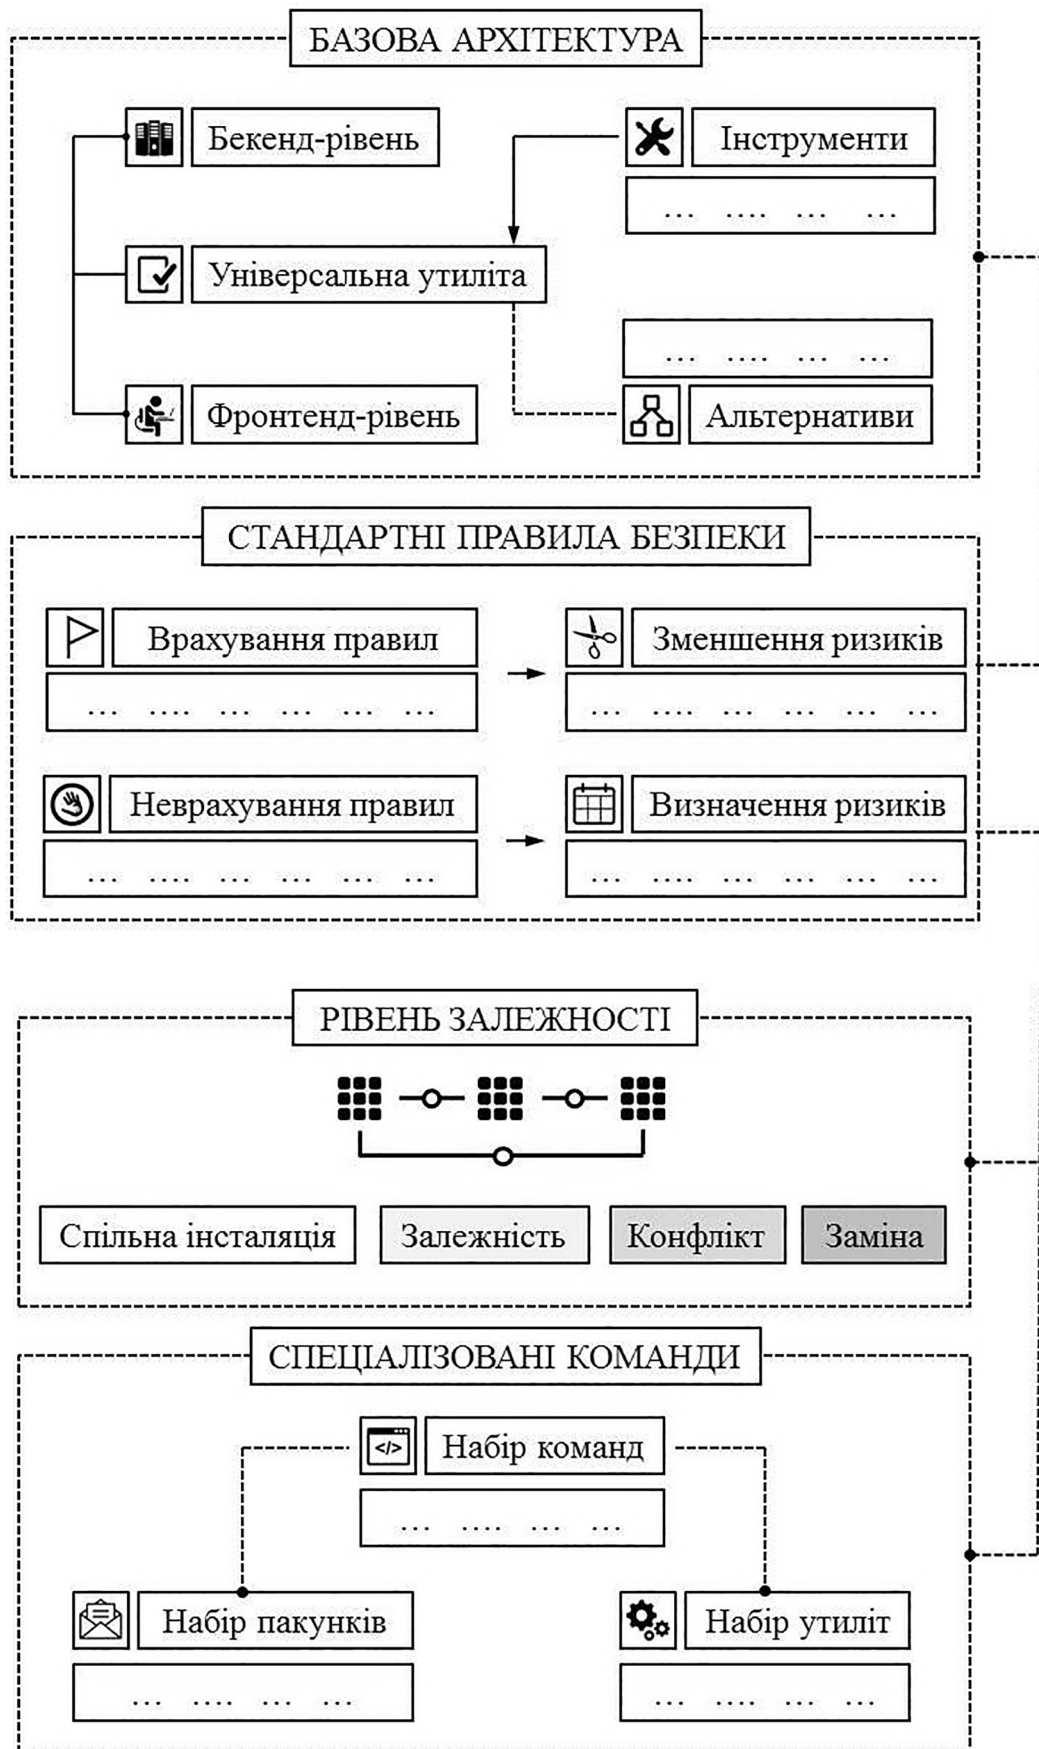 БАЗОВА АРХІТЕКТУРА
Бекенд-рівень
Інструменти
... .... ... ...
Універсальна утиліта
... .... ... ...
Фронтенд-рівень
Альтернативи
СТАНДАРТНІ ПРАВИЛА БЕЗПЕКИ
Врахування правил
Зменшення ризиків
... .... ... ... ... ...
... .... ... ... ... ...
Неврахування правил
Визначення ризиків
... .... ... ... ... ...
... .... ... ... ... ...
РІВЕНЬ ЗАЛЕЖНОСТІ
Спільна інсталяція
Залежність
Конфлікт
Заміна
СПЕЦІАЛІЗОВАНІ КОМАНДИ
</>
Набір команд
... .... ... ...
Набір пакунків
Набір утиліт
... .... ... ...
... .... ... ...